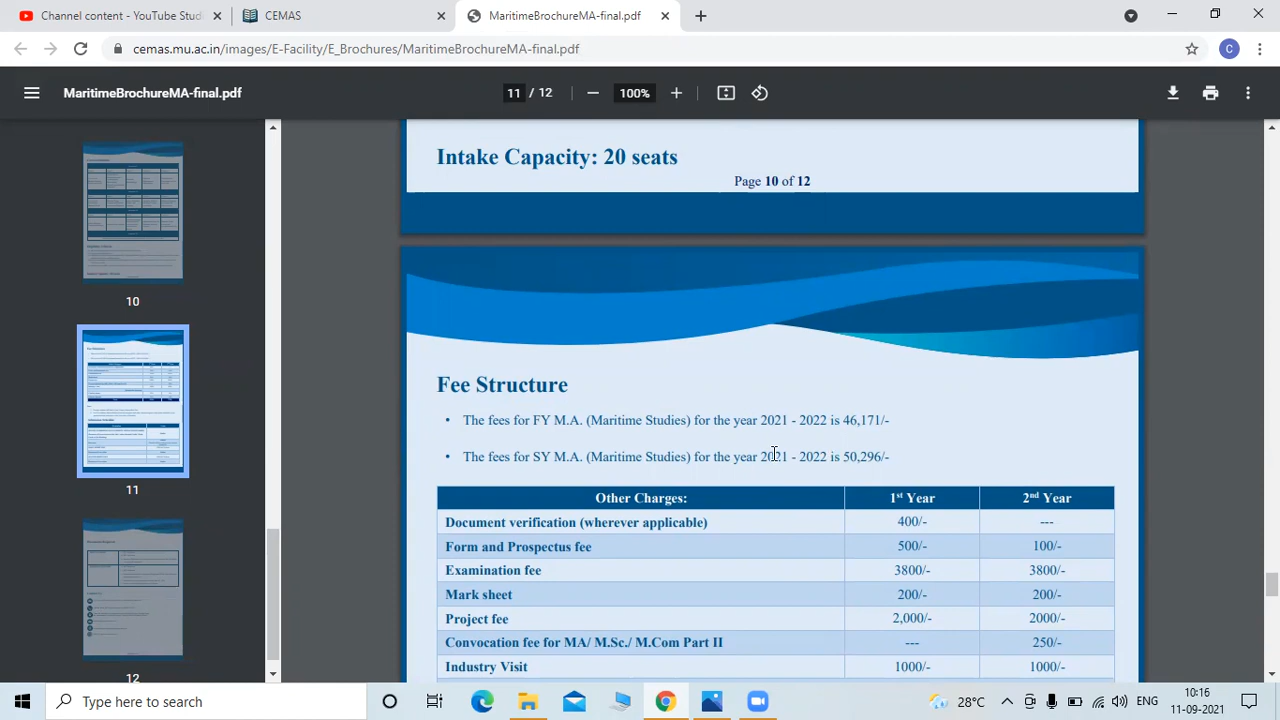 Channel content - YouTube Studi
CEMAS
MaritimeBrochureMA-final.pdf
cemas.mu.ac.in/images/E-Facility/E_Brochures/MaritimeBrochureMA-final.pdf
C
MaritimeBrochureMA-final.pdf
11 / 12
100%
10
11
12
Intake Capacity: 20 seats
Page 10 of 12
Fee Structure
• The fees for FY M.A. (Maritime Studies) for the year 2021 - 2022 is 46,171/-
• The fees for SY M.A. (Maritime Studies) for the year 2021 - 2022 is 50,296/-
Other Charges: 1st Year 2nd Year
Document verification (wherever applicable) 400/- ---
Form and Prospectus fee 500/- 100/-
Examination fee 3800/- 3800/-
Mark sheet 200/- 200/-
Project fee 2,000/- 2000/-
Convocation fee for MA/ M.Sc./ M.Com Part II --- 250/-
Industry Visit 1000/- 1000/-
Type here to search
28°C
ENG
10:16
11-09-2021